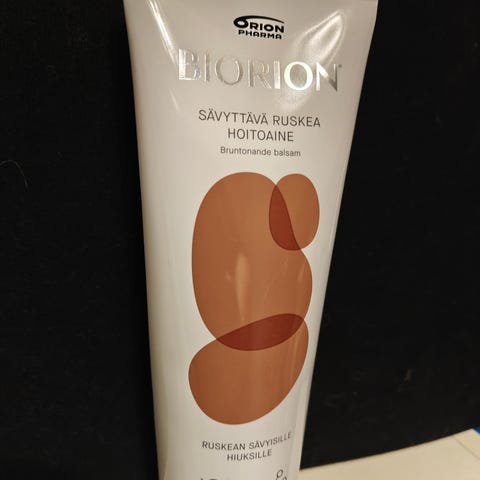 ORION
PHARMA
BIORION
SÄVYTTÄVÄ RUSKEA
HOITOAINE
Bruntonande balsam
RUSKEAN SÄVYISILLE
HIUKSILLE